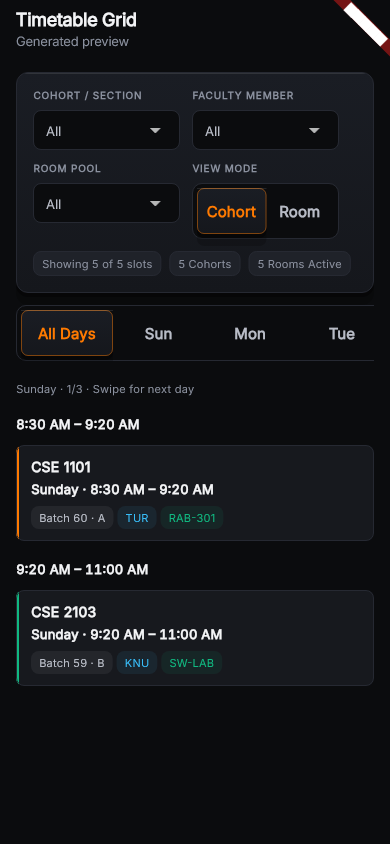 Timetable Grid
Generated preview
COHORT / SECTION
FACULTY MEMBER
All
All
ROOM POOL
VIEW MODE
All
Cohort
Room
Showing 5 of 5 slots
5 Cohorts
5 Rooms Active
All Days
Sun
Mon
Tue
Sunday · 1/3 · Swipe for next day
8:30 AM – 9:20 AM
CSE 1101
Sunday · 8:30 AM – 9:20 AM
Batch 60 · A
TUR
RAB-301
9:20 AM – 11:00 AM
CSE 2103
Sunday · 9:20 AM – 11:00 AM
Batch 59 · B
KNU
SW-LAB